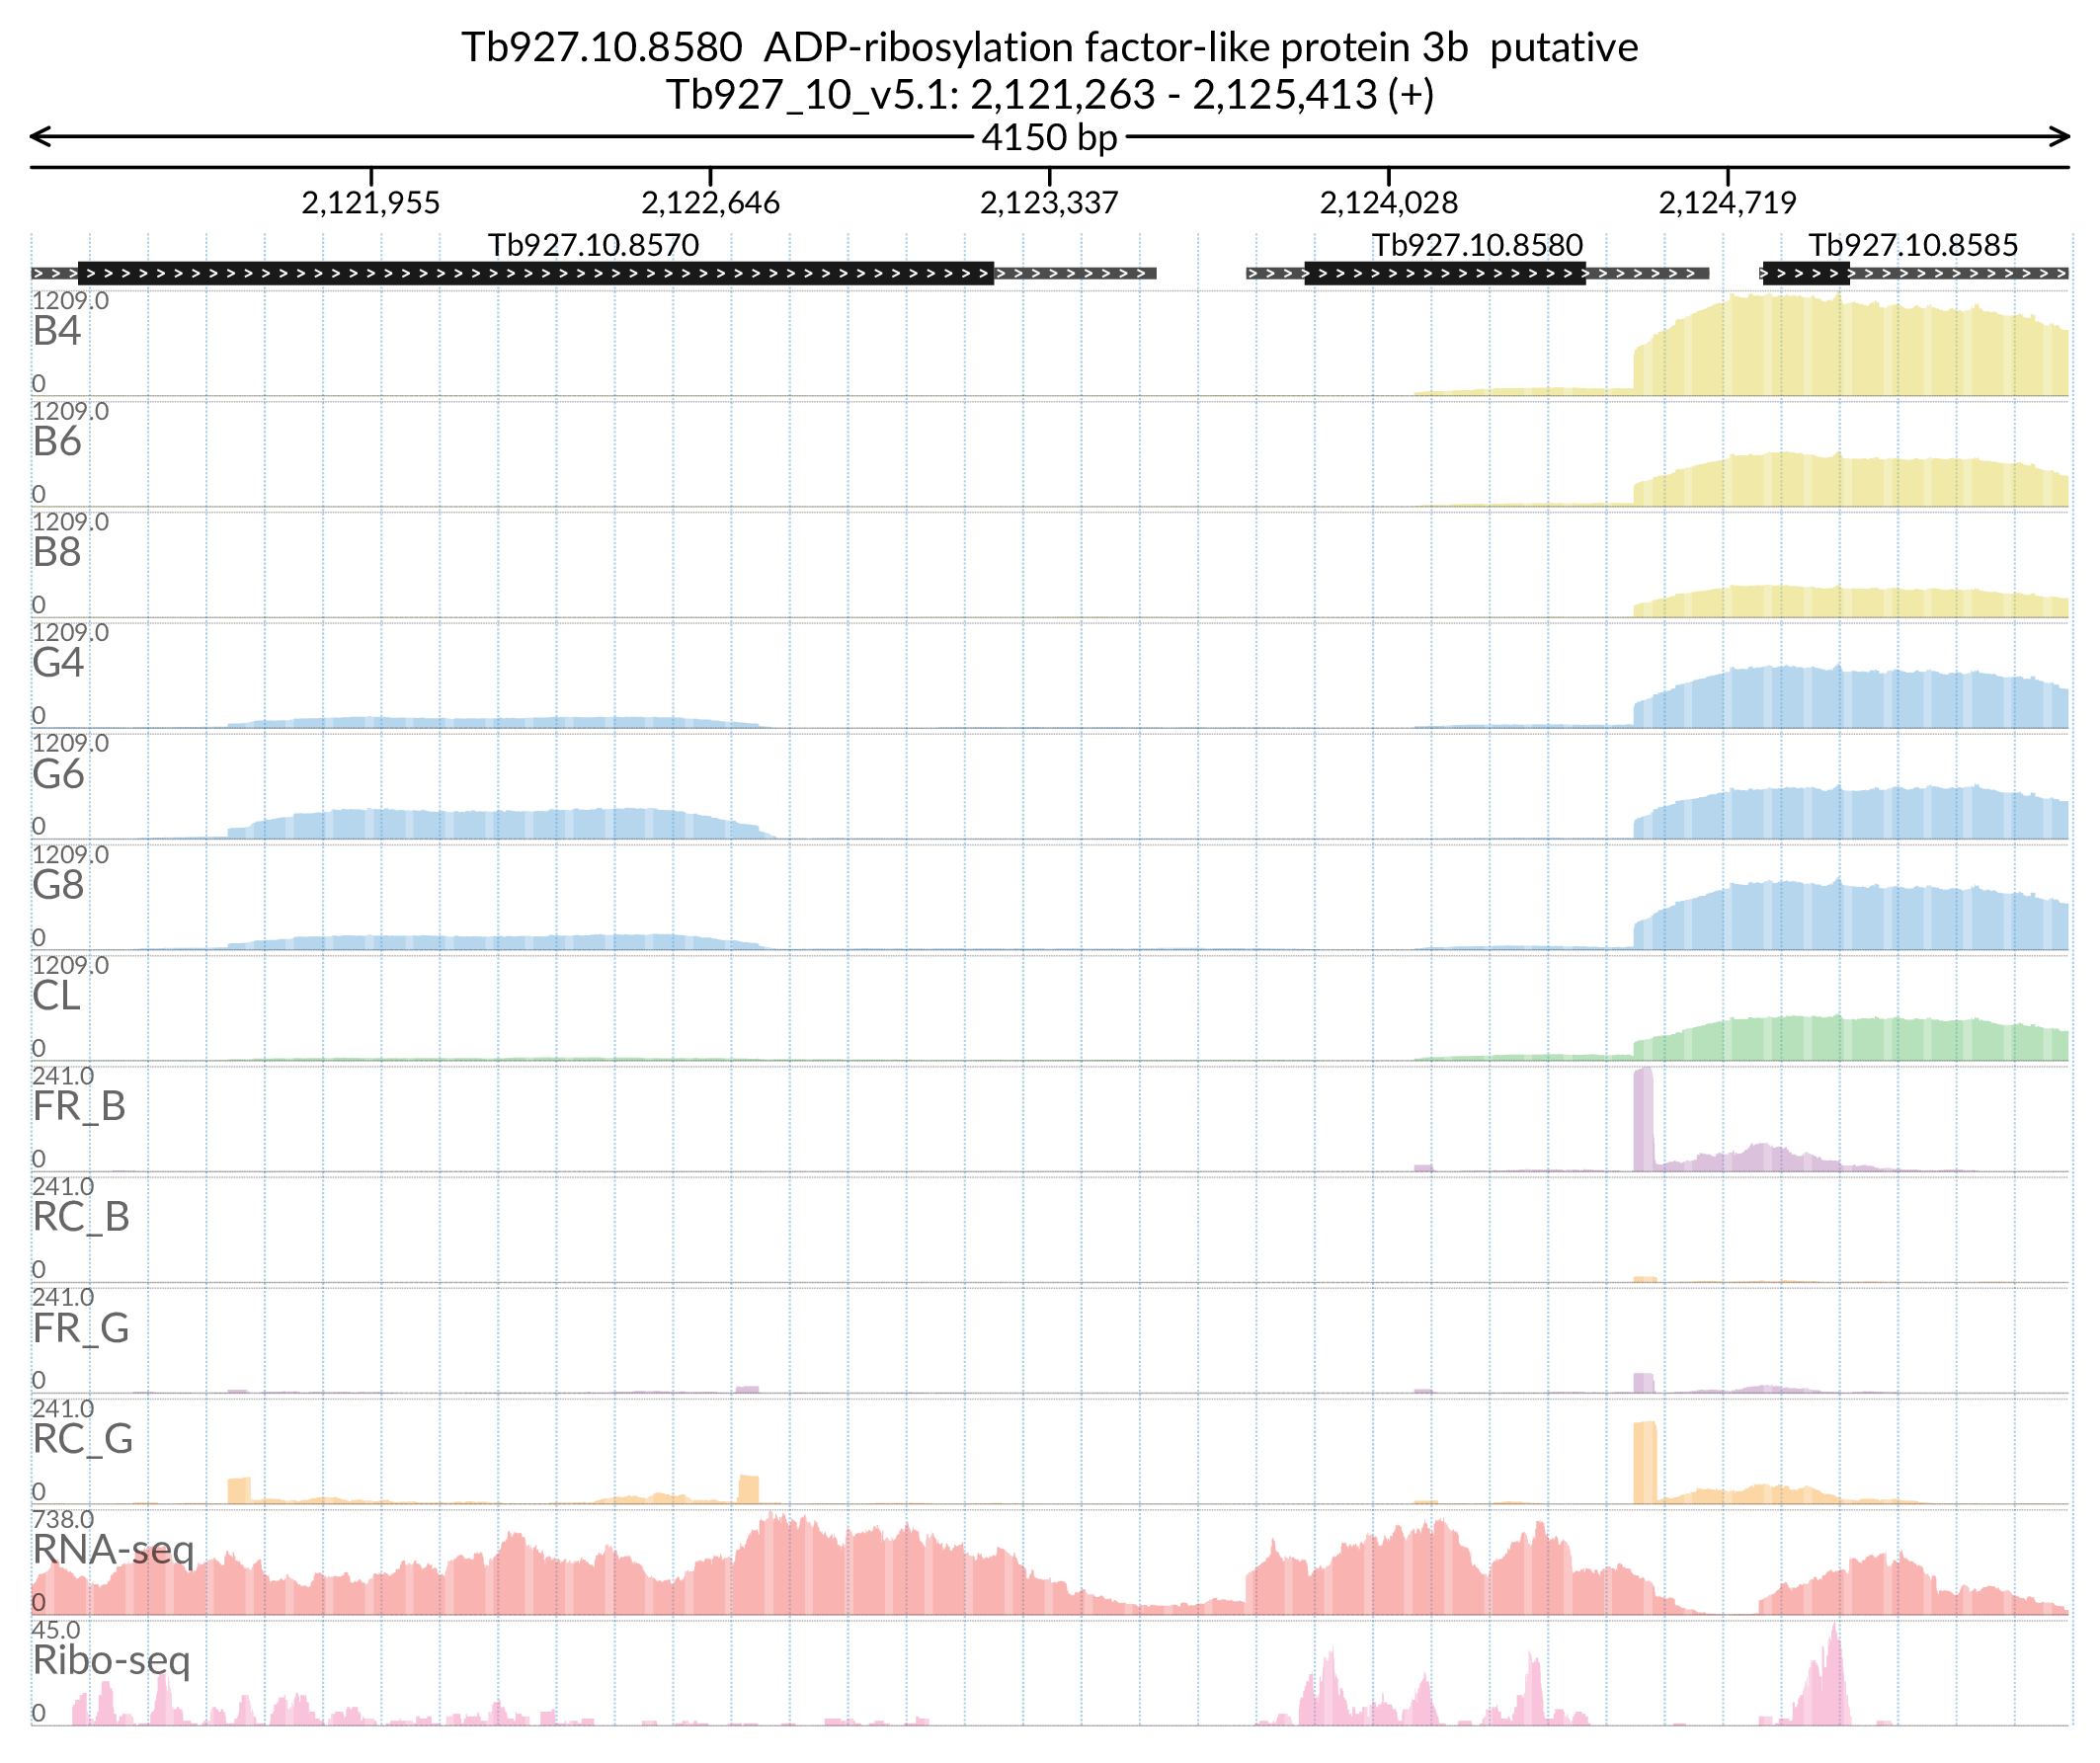 Tb927.10.8580 ADP-ribosylation factor-like protein 3b putative
Tb927_10_v5.1: 2,121,263 - 2,125,413 (+)
4150 bp
2,121,955 2,122,646 2,123,337 2,124,028 2,124,719
Tb927.10.8570 Tb927.10.8580 Tb927.10.8585
1209.0
B4
0
1209.0
B6
0
1209.0
B8
0
1209.0
G4
0
1209.0
G6
0
1209.0
G8
0
1209.0
CL
0
241.0
FR_B
0
241.0
RC_B
0
241.0
FR_G
0
241.0
RC_G
0
738.0
RNA-seq
0
45.0
Ribo-seq
0